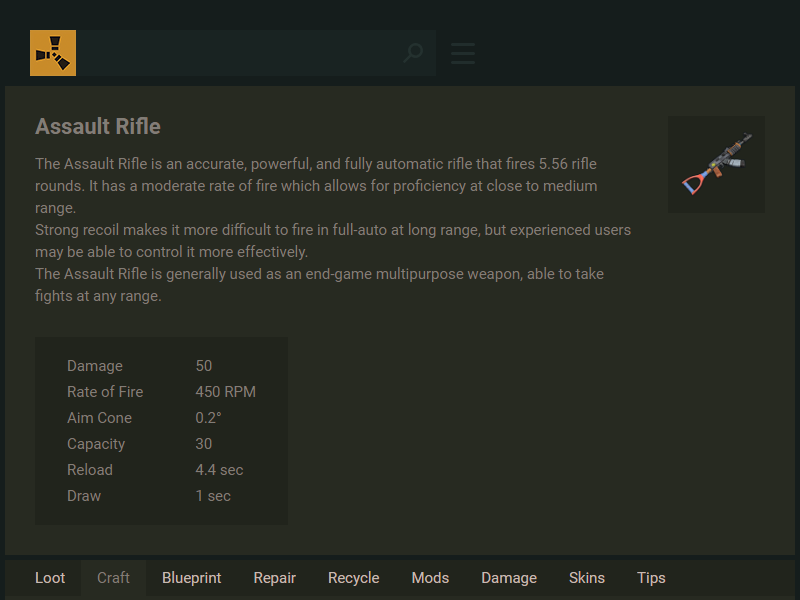 Assault Rifle
The Assault Rifle is an accurate, powerful, and fully automatic rifle that fires 5.56 rifle
rounds. It has a moderate rate of fire which allows for proficiency at close to medium
range.
Strong recoil makes it more difficult to fire in full-auto at long range, but experienced users
may be able to control it more effectively.
The Assault Rifle is generally used as an end-game multipurpose weapon, able to take
fights at any range.
Damage 50
Rate of Fire 450 RPM
Aim Cone 0.2°
Capacity 30
Reload 4.4 sec
Draw 1 sec
Loot Craft Blueprint Repair Recycle Mods Damage Skins Tips